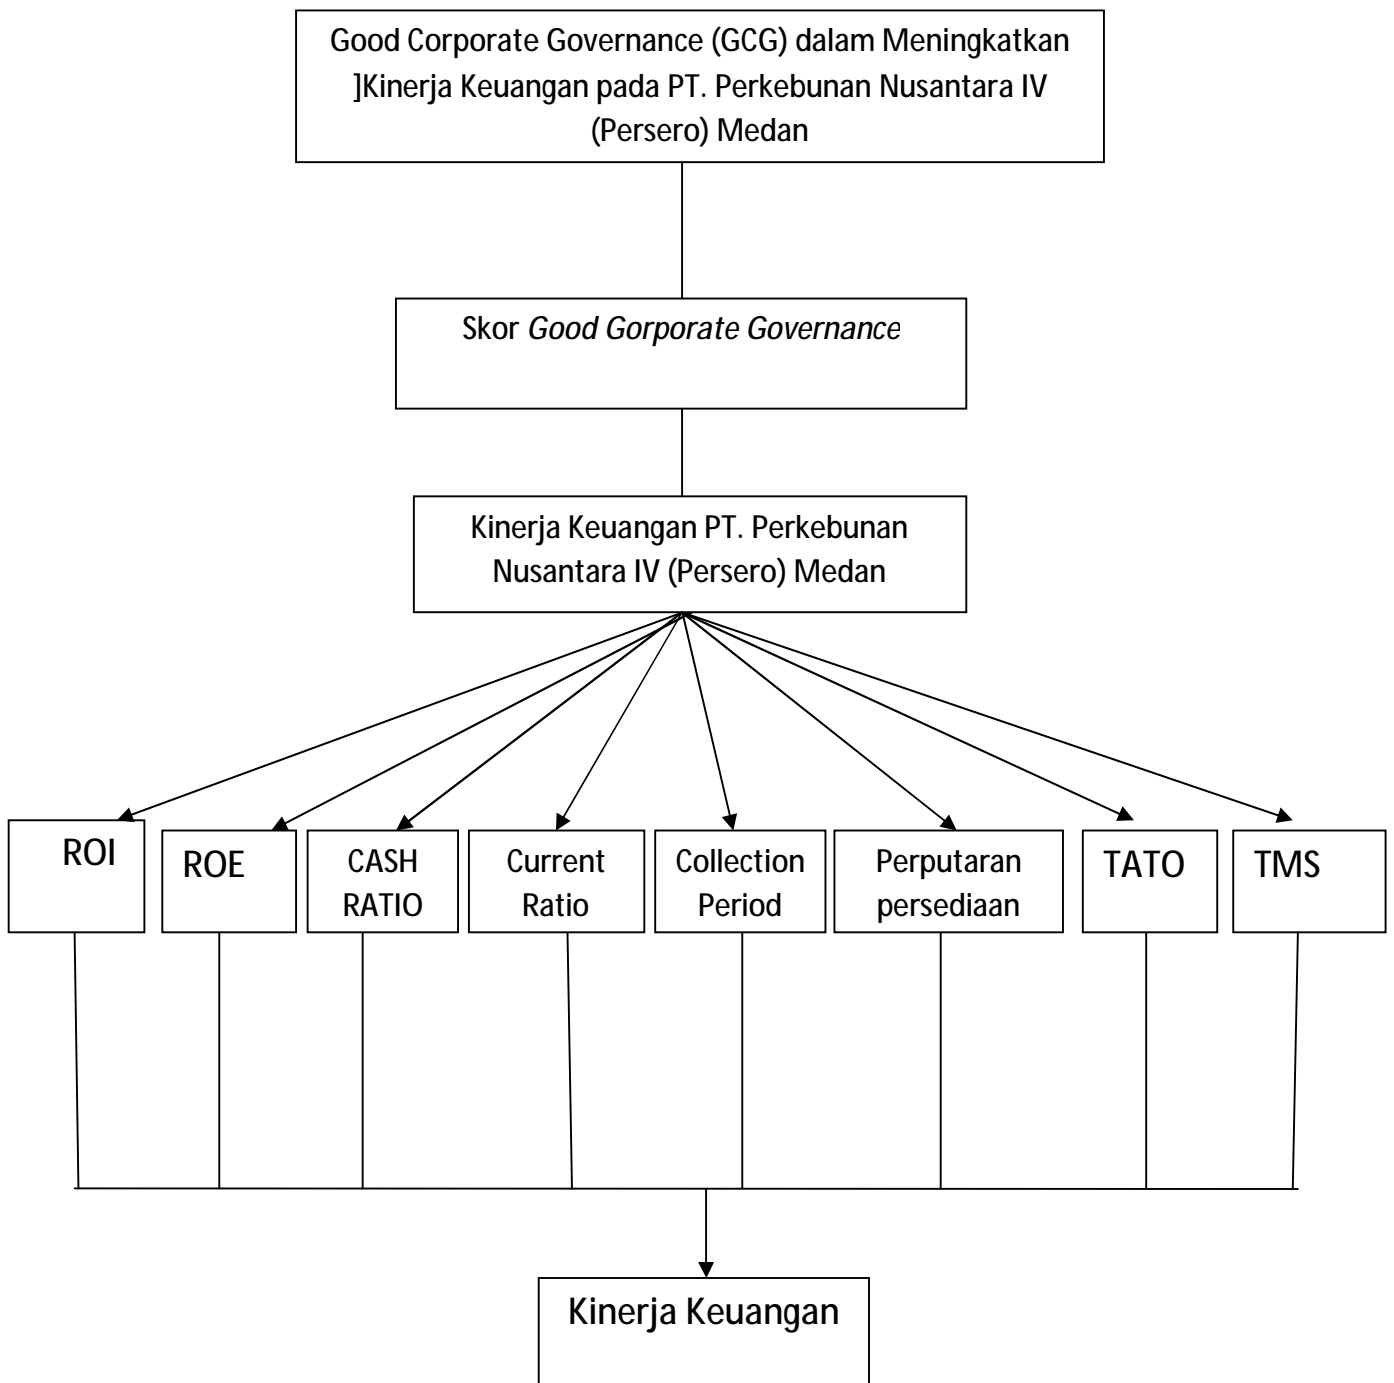 Good Corporate Governance (GCG) dalam Meningkatkan
]Kinerja Keuangan pada PT. Perkebunan Nusantara IV
(Persero) Medan
Skor Good Gorporate Governance
Kinerja Keuangan PT. Perkebunan
Nusantara IV (Persero) Medan
ROI
ROE
CASH
RATIO
Current
Ratio
Collection
Period
Perputaran
persediaan
TATO
TMS
Kinerja Keuangan